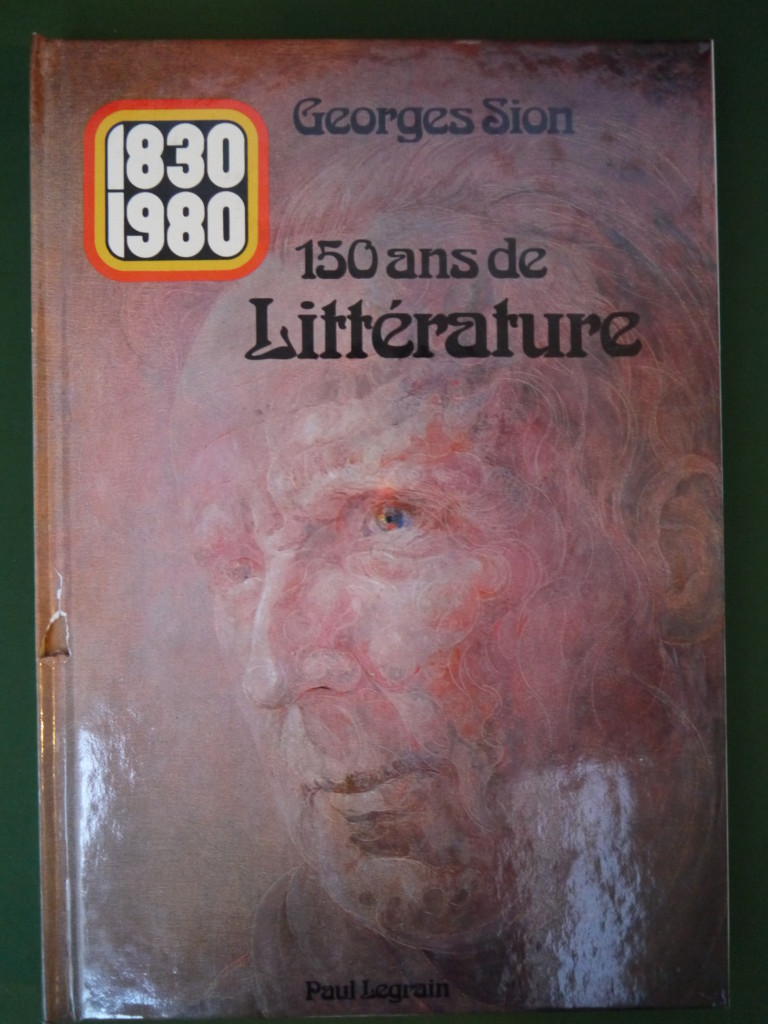 1830
1980
Georges Sion
150 ans de
Littérature
Paul Legrain